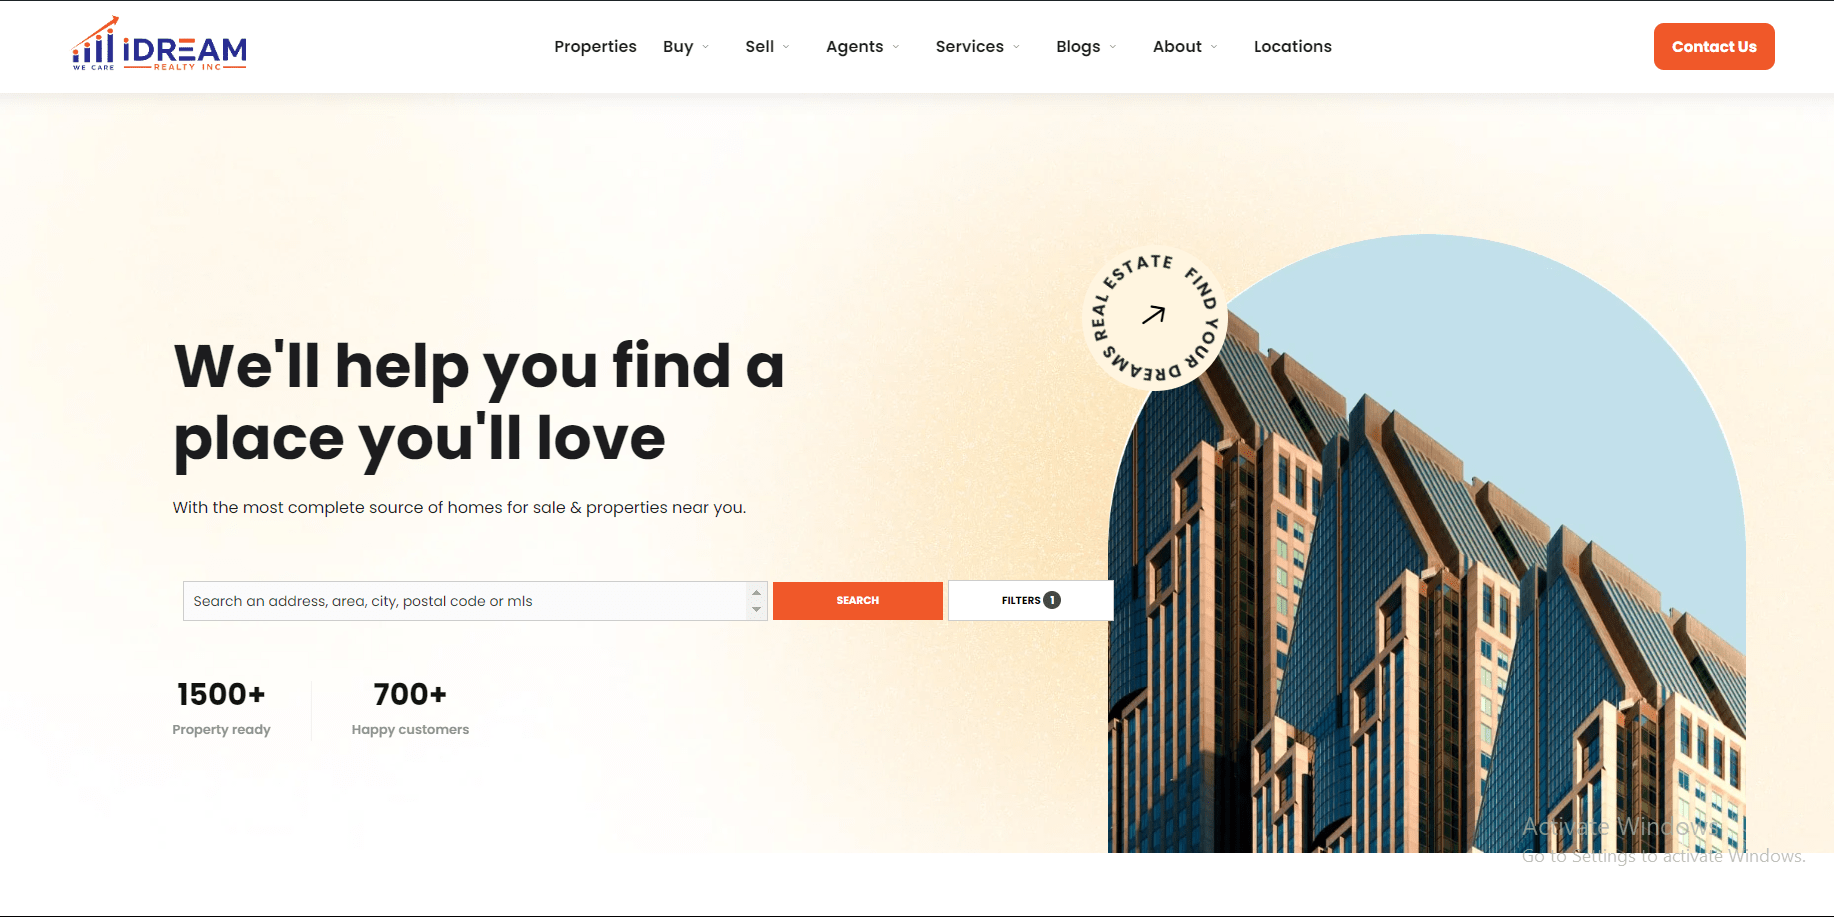 iDREAM
WE CARE
REALTY INC
Properties
Buy
Sell
Agents
Services
Blogs
About
Locations
Contact Us
REAL ESTATE FIND YOUR DREAMS
We'll help you find a
place you'll love
With the most complete source of homes for sale & properties near you.
Search an address, area, city, postal code or mls
SEARCH
FILTERS 1
1500+
Property ready
700+
Happy customers
Activate Windows
Go to Settings to activate Windows.